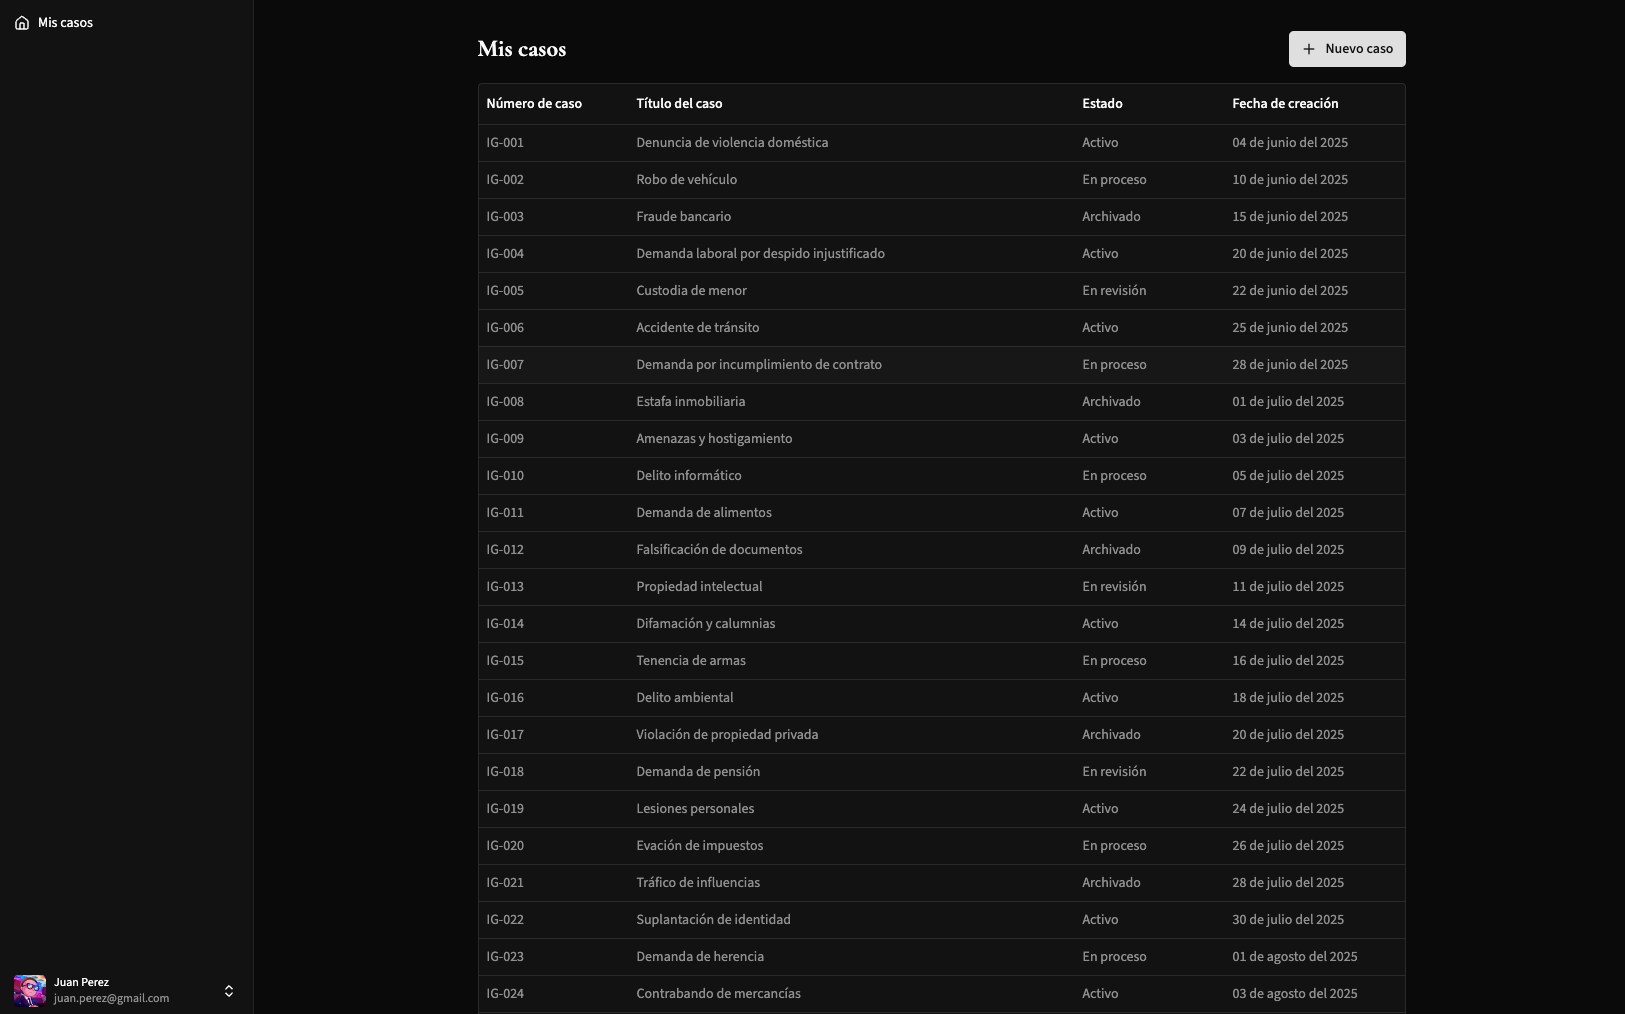 Mis casos
Mis casos
Nuevo caso
Número de caso Título del caso Estado Fecha de creación
IG-001 Denuncia de violencia doméstica Activo 04 de junio del 2025
IG-002 Robo de vehículo En proceso 10 de junio del 2025
IG-003 Fraude bancario Archivado 15 de junio del 2025
IG-004 Demanda laboral por despido injustificado Activo 20 de junio del 2025
IG-005 Custodia de menor En revisión 22 de junio del 2025
IG-006 Accidente de tránsito Activo 25 de junio del 2025
IG-007 Demanda por incumplimiento de contrato En proceso 28 de junio del 2025
IG-008 Estafa inmobiliaria Archivado 01 de julio del 2025
IG-009 Amenazas y hostigamiento Activo 03 de julio del 2025
IG-010 Delito informático En proceso 05 de julio del 2025
IG-011 Demanda de alimentos Activo 07 de julio del 2025
IG-012 Falsificación de documentos Archivado 09 de julio del 2025
IG-013 Propiedad intelectual En revisión 11 de julio del 2025
IG-014 Difamación y calumnias Activo 14 de julio del 2025
IG-015 Tenencia de armas En proceso 16 de julio del 2025
IG-016 Delito ambiental Activo 18 de julio del 2025
IG-017 Violación de propiedad privada Archivado 20 de julio del 2025
IG-018 Demanda de pensión En revisión 22 de julio del 2025
IG-019 Lesiones personales Activo 24 de julio del 2025
IG-020 Evación de impuestos En proceso 26 de julio del 2025
IG-021 Tráfico de influencias Archivado 28 de julio del 2025
IG-022 Suplantación de identidad Activo 30 de julio del 2025
IG-023 Demanda de herencia En proceso 01 de agosto del 2025
IG-024 Contrabando de mercancías Activo 03 de agosto del 2025
Juan Perez
juan.perez@gmail.com